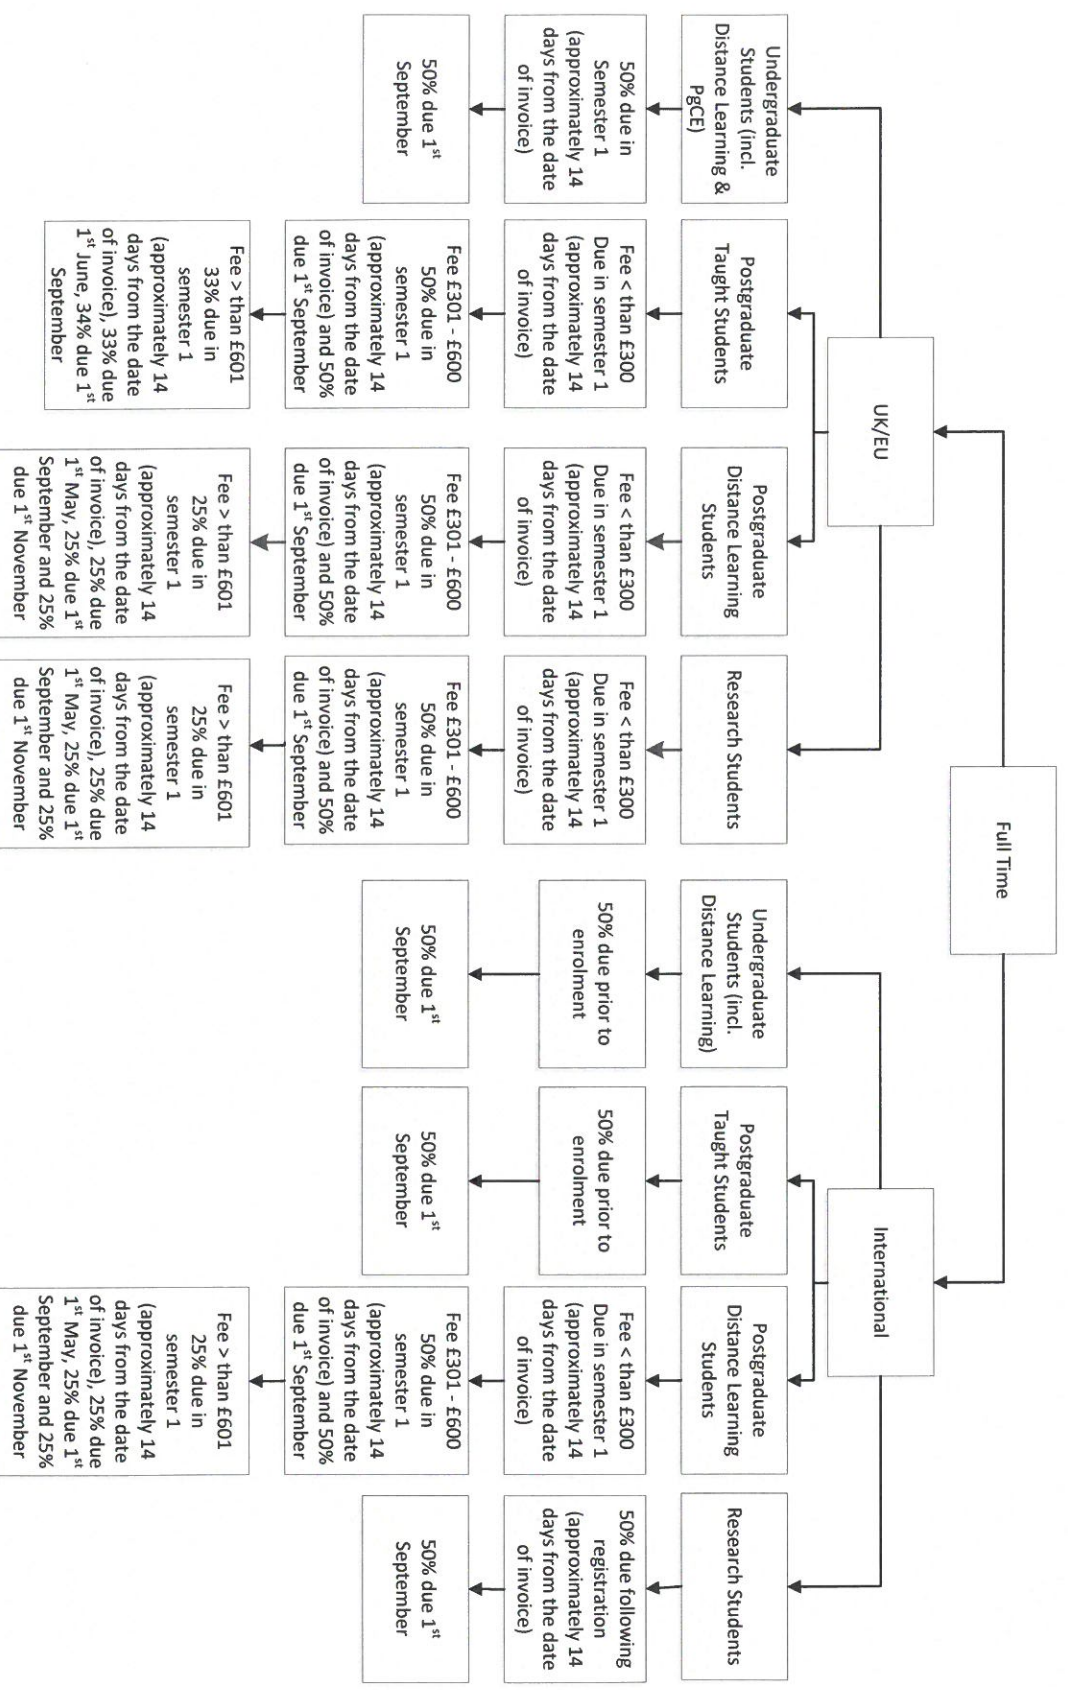 Full Time
UK/EU
International
Undergraduate
Students (incl.
Distance Learning &
PgCE)
50% due in
Semester 1
(approximately 14
days from the date
of invoice)
50% due 1st
September
Postgraduate
Taught Students
Fee < than £300
Due in semester 1
(approximately 14
days from the date
of invoice)
Fee £301 - £600
50% due in
semester 1
(approximately 14
days from the date
of invoice) and 50%
due 1st September
Fee > than £601
33% due in
semester 1
(approximately 14
days from the date
of invoice), 33% due
1st June, 34% due 1st
September
Postgraduate
Distance Learning
Students
Fee < than £300
Due in semester 1
(approximately 14
days from the date
of invoice)
Fee £301 - £600
50% due in
semester 1
(approximately 14
days from the date
of invoice) and 50%
due 1st September
Fee > than £601
25% due in
semester 1
(approximately 14
days from the date
of invoice), 25% due
1st May, 25% due 1st
September and 25%
due 1st November
Research Students
Fee < than £300
Due in semester 1
(approximately 14
days from the date
of invoice)
Fee £301 - £600
50% due in
semester 1
(approximately 14
days from the date
of invoice) and 50%
due 1st September
Fee > than £601
25% due in
semester 1
(approximately 14
days from the date
of invoice), 25% due
1st May, 25% due 1st
September and 25%
due 1st November
Undergraduate
Students (incl.
Distance Learning)
50% due prior to
enrolment
50% due 1st
September
Postgraduate
Taught Students
50% due prior to
enrolment
50% due 1st
September
Postgraduate
Distance Learning
Students
Fee < than £300
Due in semester 1
(approximately 14
days from the date
of invoice)
Fee £301 - £600
50% due in
semester 1
(approximately 14
days from the date
of invoice) and 50%
due 1st September
Fee > than £601
25% due in
semester 1
(approximately 14
days from the date
of invoice), 25% due
1st May, 25% due 1st
September and 25%
due 1st November
Research Students
50% due following
registration
(approximately 14
days from the date
of invoice)
50% due 1st
September